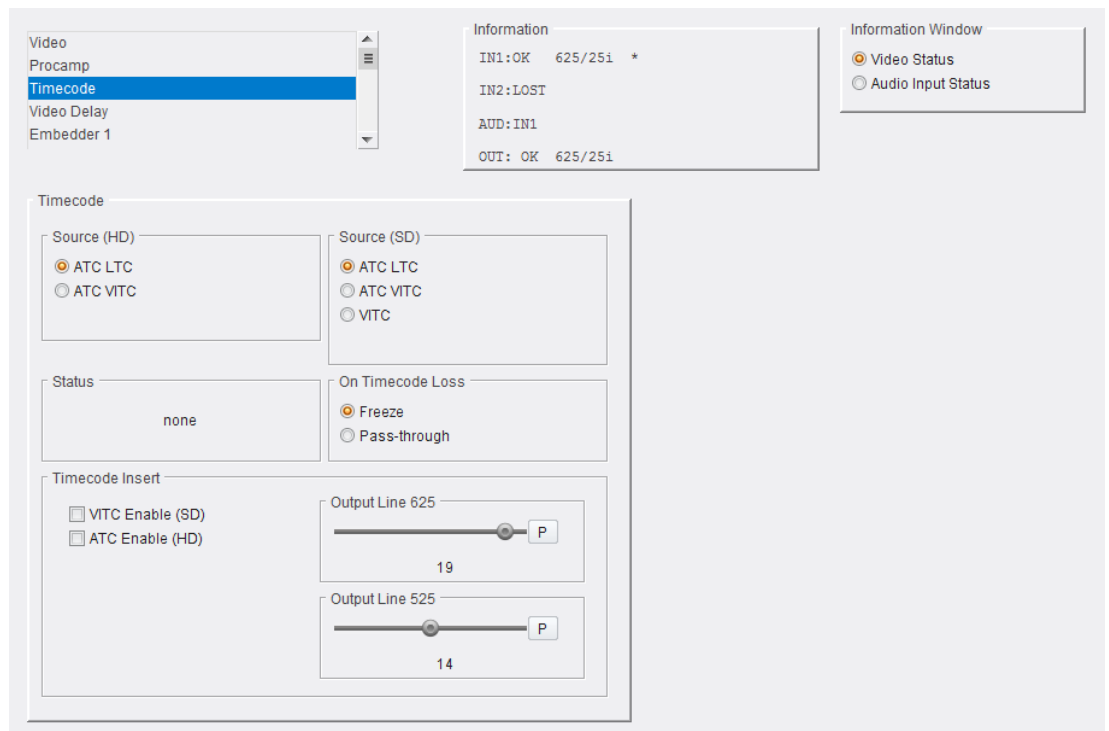 Video
Procamp
Timecode
Video Delay
Embedder 1
Information
IN1:OK 625/25i *
IN2:LOST
AUD:IN1
OUT: OK 625/25i
Information Window
Video Status
Audio Input Status
Timecode
Source (HD)
ATC LTC
ATC VITC
Source (SD)
ATC LTC
ATC VITC
VITC
Status
none
On Timecode Loss
Freeze
Pass-through
Timecode Insert
VITC Enable (SD)
ATC Enable (HD)
Output Line 625
P
19
Output Line 525
P
14